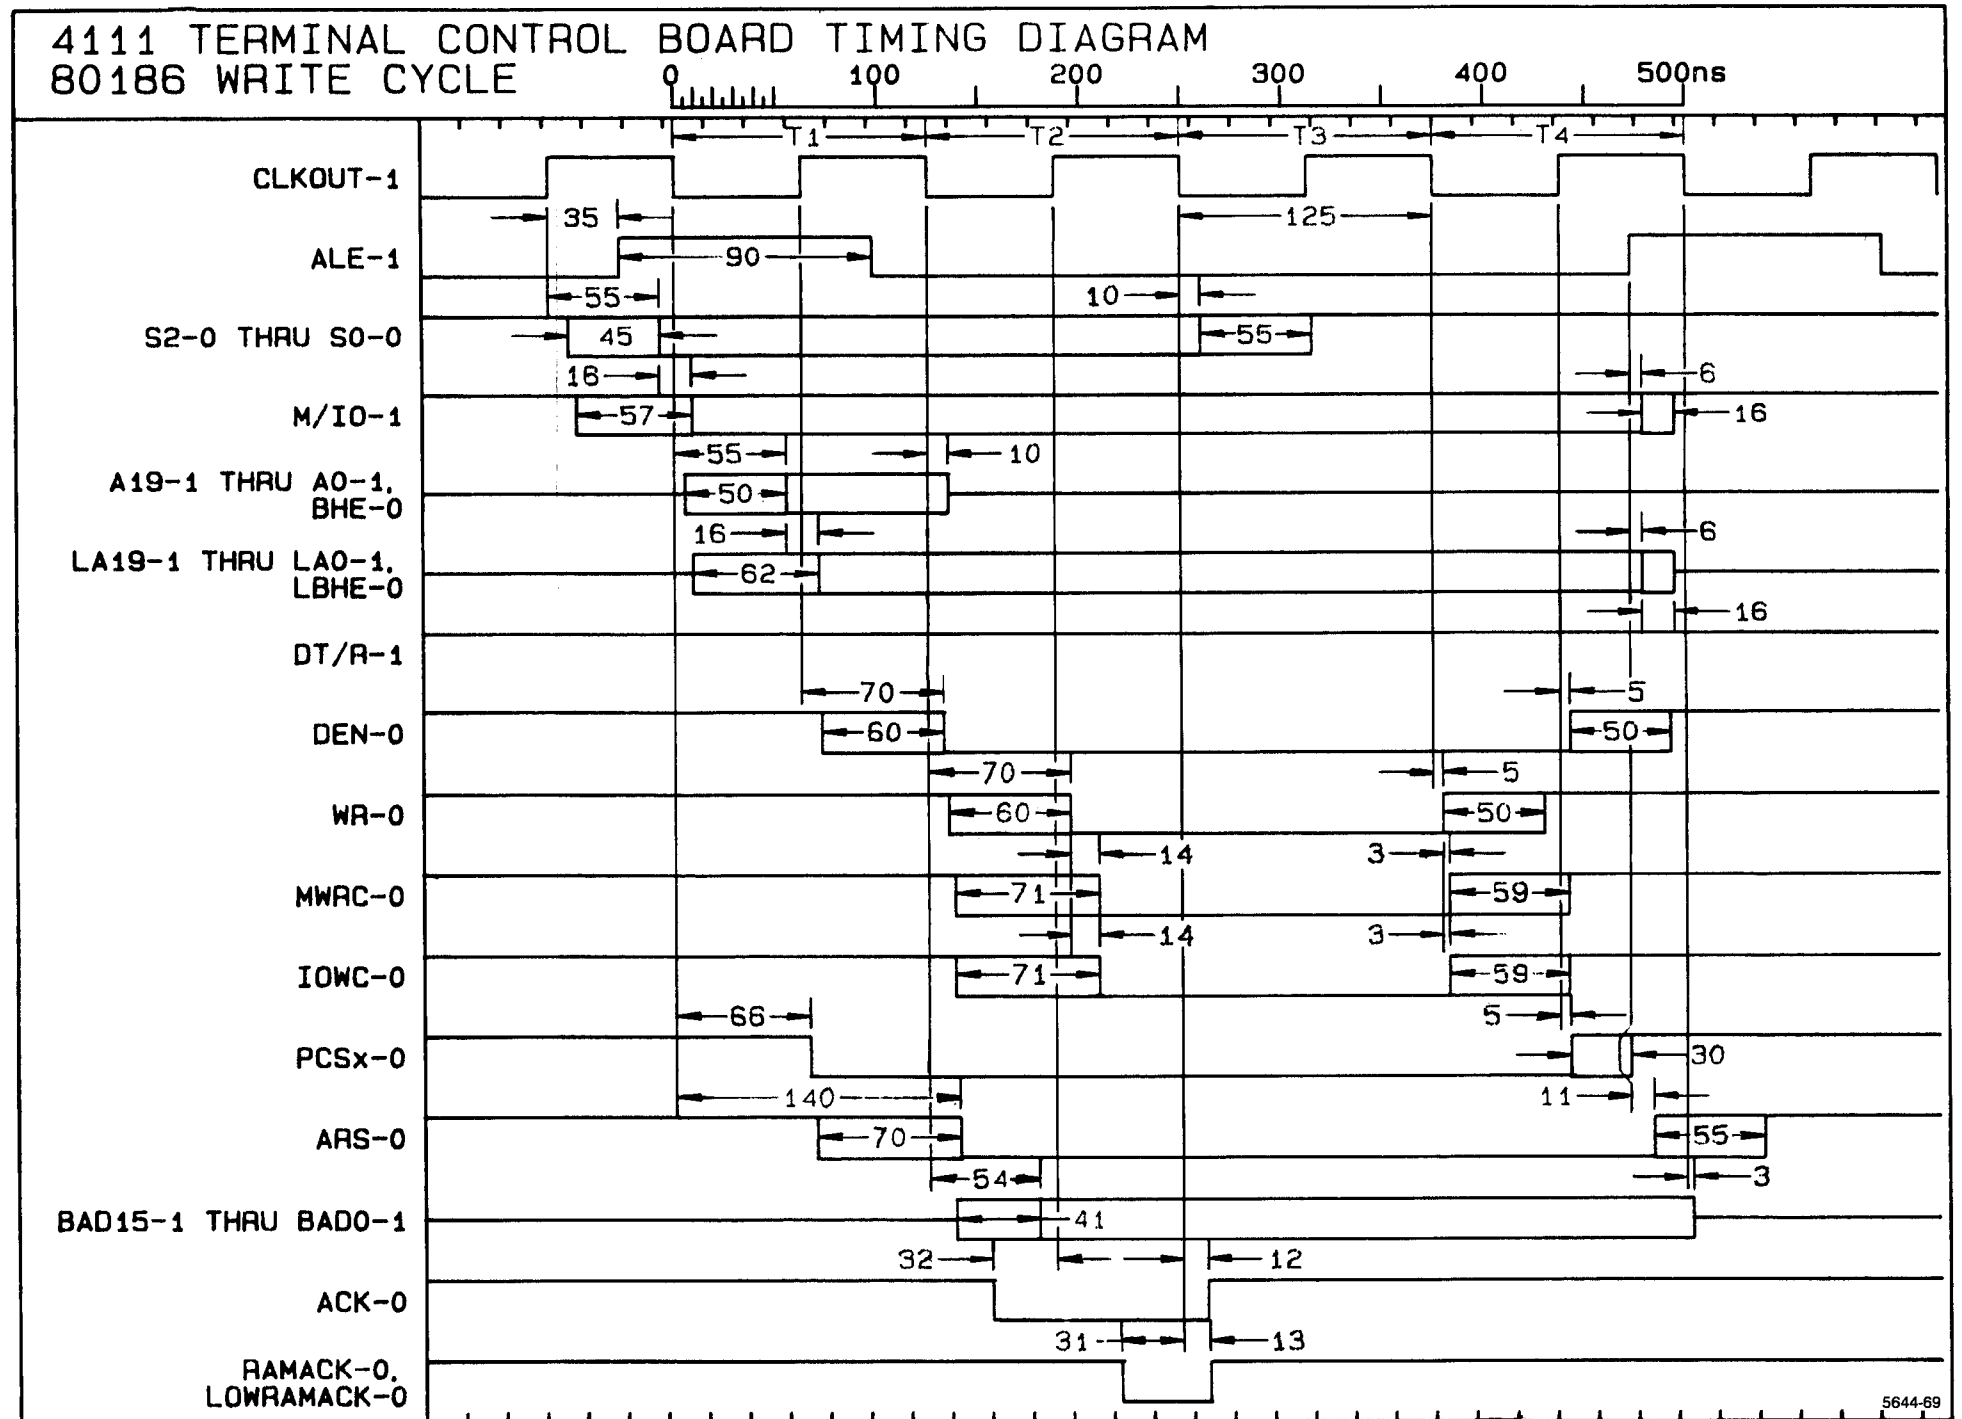 4111 TERMINAL CONTROL BOARD TIMING DIAGRAM
80186 WRITE CYCLE
0 100 200 300 400 500ns
T1 T2 T3 T4
CLKOUT-1
35 125
ALE-1 90
55 10
S2-0 THRU S0-0 45 55
16 6
M/IO-1 57 16
55 10
A19-1 THRU A0-1,
BHE-0
50
16 6
LA19-1 THRU LA0-1,
LBHE-0
62
16
DT/R-1
70 5
DEN-0 60 50
70 5
WR-0 60 50
14 3
MWRC-0 71 59
14 3
IOWC-0 71 59
66 5
PCSx-0 30
140 11
ARS-0 70 55
54 3
BAD15-1 THRU BAD0-1 41
32 12
ACK-0
31 13
RAMACK-0,
LOWRAMACK-0
5644-69